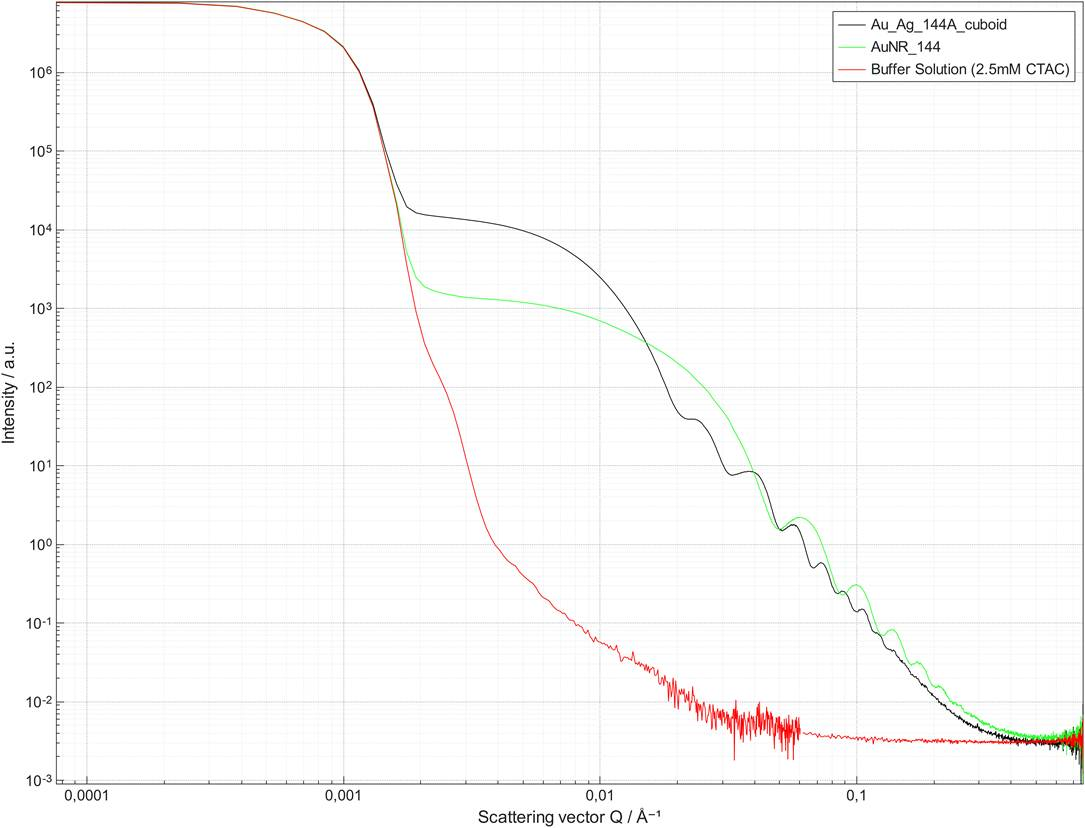 Au_Ag_144A_cuboid
AuNR_144
Buffer Solution (2.5mM CTAC)
10⁶
10⁵
10⁴
10³
10²
10¹
10⁰
10⁻¹
10⁻²
10⁻³
Intensity / a.u.
0,0001 0,001 0,01 0,1
Scattering vector Q / Å⁻¹